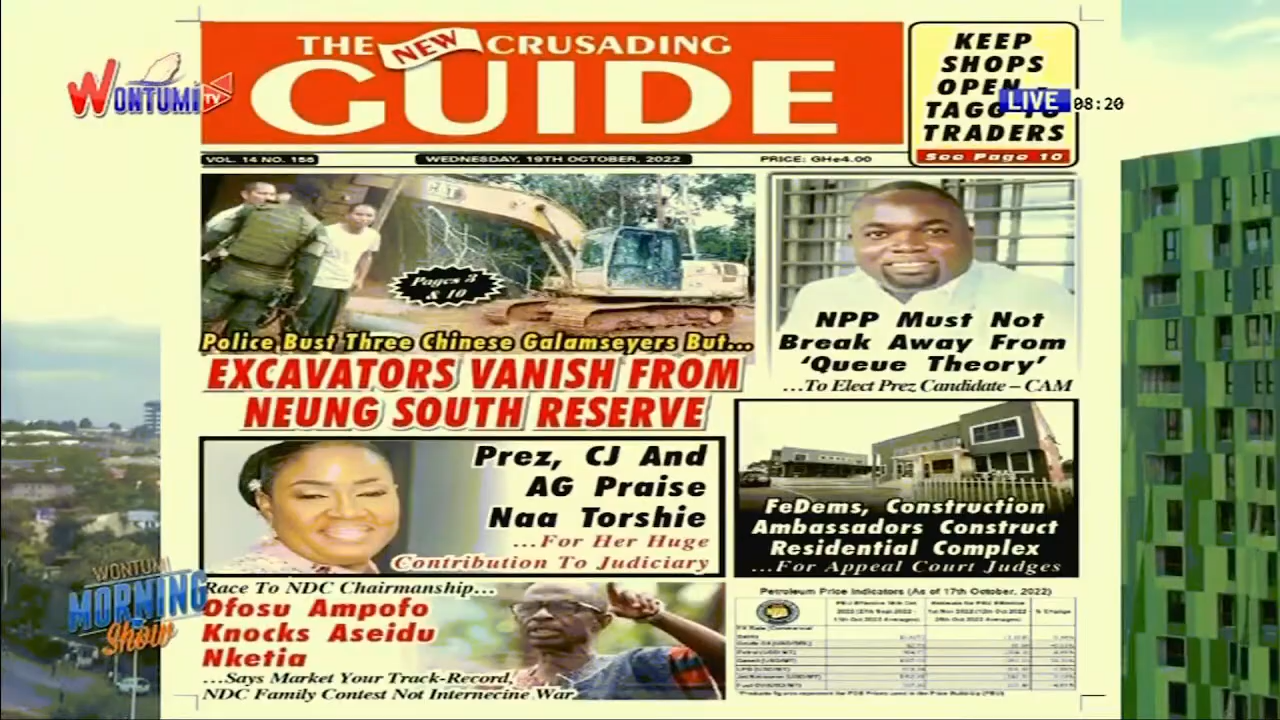 THE NEW CRUSADING
GUIDE
KEEP
SHOPS
OPEN -
TAGG TO
TRADERS
See Page 10
WONTUMI TV
LIVE 08:20
VOL. 14 NO. 156
WEDNESDAY, 19TH OCTOBER, 2022
PRICE: GH¢4.00
Pages 3
& 10
Police Bust Three Chinese Galamseyers But...
EXCAVATORS VANISH FROM
NEUNG SOUTH RESERVE
NPP Must Not
Break Away From
‘Queue Theory’
...To Elect Prez Candidate – CAM
Prez, CJ And
AG Praise
Naa Torshie
...For Her Huge
Contribution To Judiciary
FeDems, Construction
Ambassadors Construct
Residential Complex
...For Appeal Court Judges
WONTUMI
MORNING
Show
Race To NDC Chairmanship...
Ofosu Ampofo
Knocks Aseidu
Nketia
...Says Market Your Track-Record,
NDC Family Contest Not Internecine War
Petroleum Price Indicators (As of 17th October, 2022)
% Change